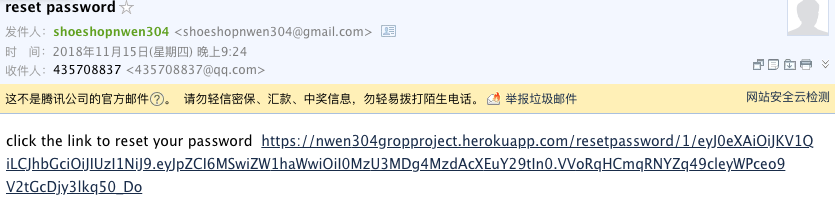 reset password
发件人：shoeshopnwen304 <shoeshopnwen304@gmail.com>
时 间：2018年11月15日(星期四) 晚上9:24
收件人：435708837 <435708837@qq.com>
这不是腾讯公司的官方邮件?。 请勿轻信密保、汇款、中奖信息，勿轻易拨打陌生电话。 举报垃圾邮件 网站安全云检测
click the link to reset your password https://nwen304gropproject.herokuapp.com/resetpassword/1/eyJ0eXAiOiJKV1Q
iLCJhbGciOiJIUzI1NiJ9.eyJpZCI6MSwiZW1haWwiOiI0MzU3MDg4MzdAcXEuY29tIn0.VVoRqHCmqRNYZq49cleyWPceo9
V2tGcDjy3lkq50_Do